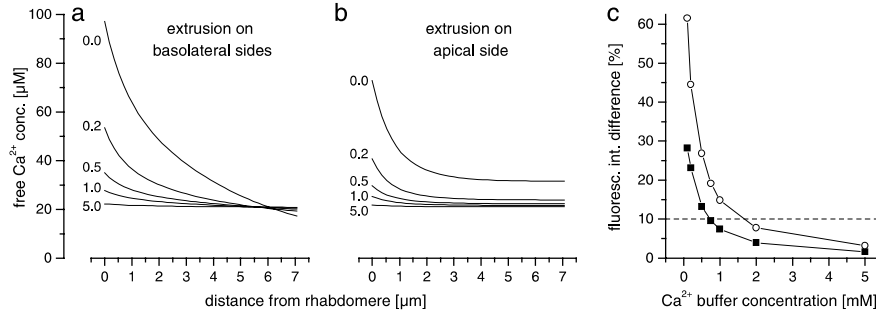 a
extrusion on
basolateral sides
free Ca²⁺ conc. [µM]
100
80
60
40
20
0
0.0
0.2
0.5
1.0
5.0
0 1 2 3 4 5 6 7
b
extrusion on
apical side
0.0
0.2
0.5
1.0
5.0
0 1 2 3 4 5 6 7
distance from rhabdomere [µm]
c
fluoresc. int. difference [%]
60
50
40
30
20
10
0
0 1 2 3 4 5
Ca²⁺ buffer concentration [mM]